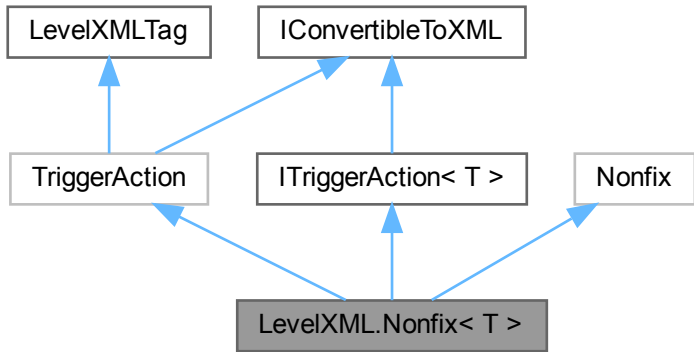 LevelXMLTag
IConvertibleToXML
TriggerAction
ITriggerAction< T >
Nonfix
LevelXML.Nonfix< T >